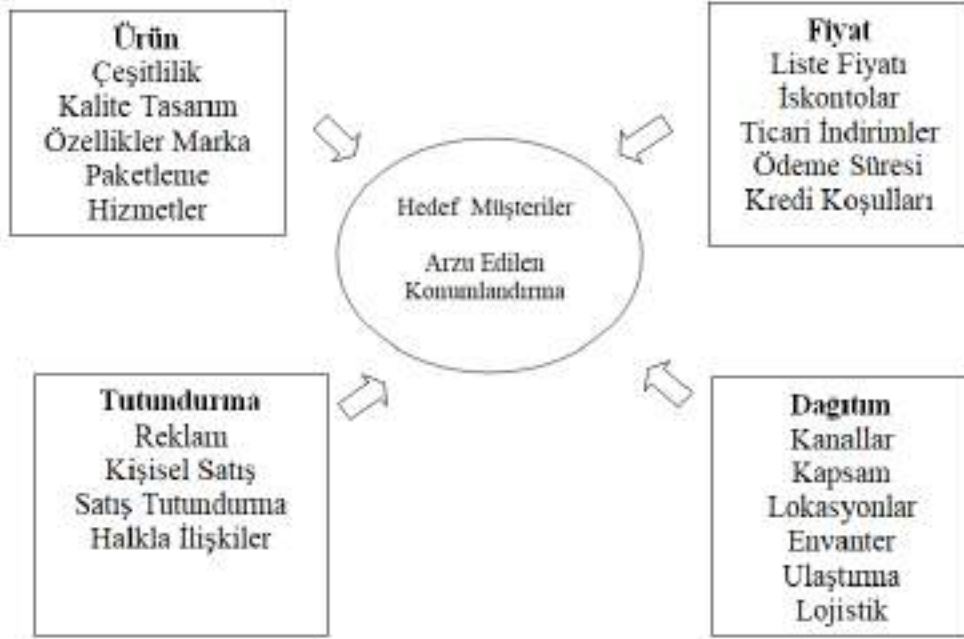 Ürün
Çeşitlilik
Kalite Tasarım
Özellikler Marka
Paketleme
Hizmetler
Fiyat
Liste Fiyatı
İskontolar
Ticari İndirimler
Ödeme Süresi
Kredi Koşulları
Hedef Müşteriler
Arzu Edilen
Konumlandırma
Tutundurma
Reklam
Kişisel Satış
Satış Tutundurma
Halkla İlişkiler
Dağıtım
Kanallar
Kapsam
Lokasyonlar
Envanter
Ulaştırma
Lojistik